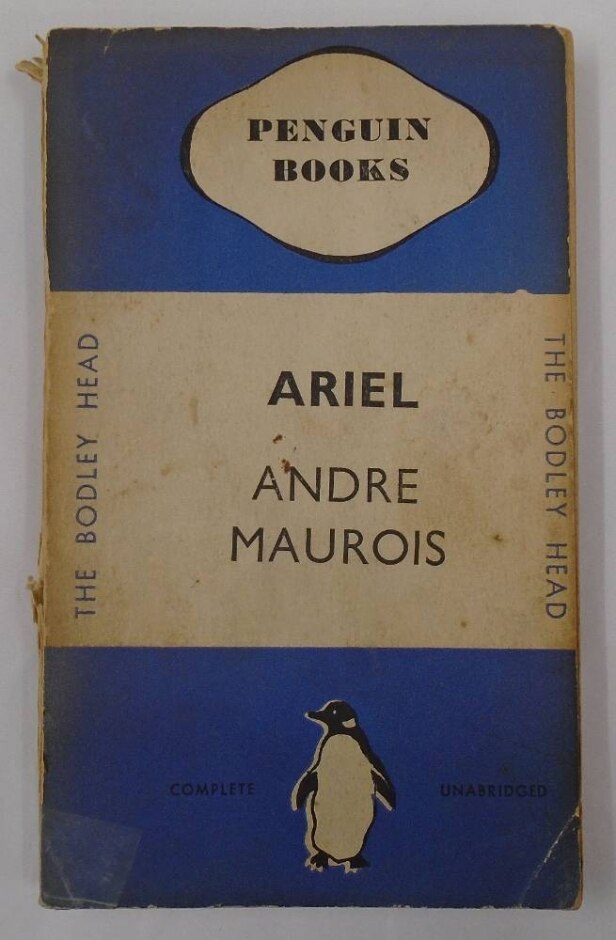 PENGUIN
BOOKS
THE BODLEY HEAD
ARIEL
ANDRE
MAUROIS
THE BODLEY HEAD
COMPLETE
UNABRIDGED